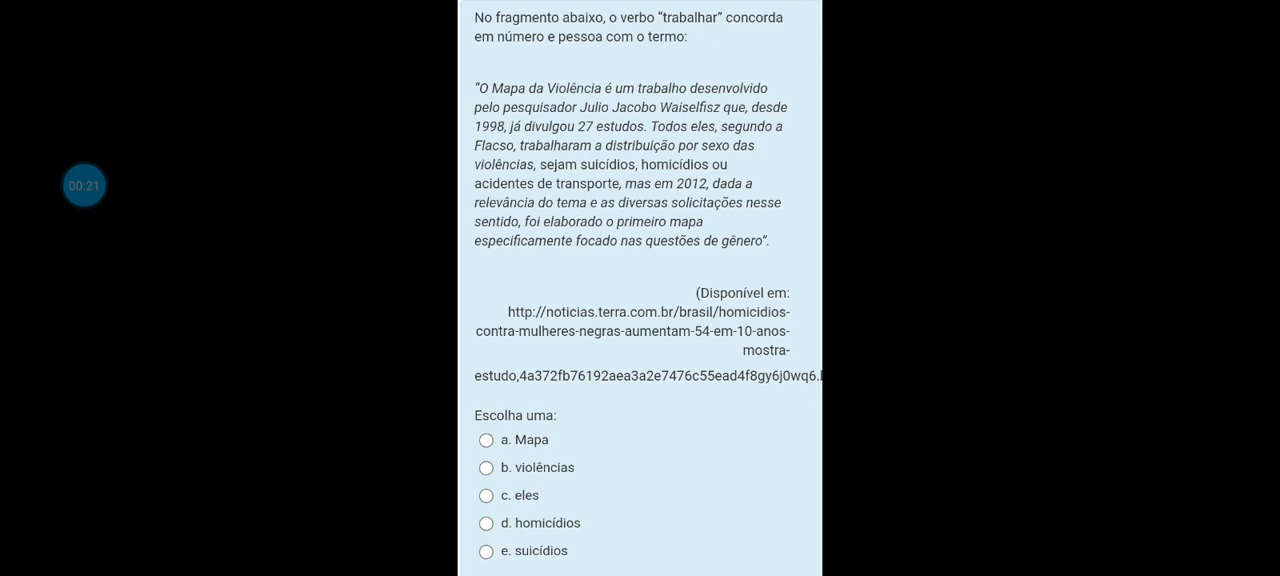 No fragmento abaixo, o verbo “trabalhar” concorda
em número e pessoa com o termo:
“O Mapa da Violência é um trabalho desenvolvido
pelo pesquisador Julio Jacobo Waiselfisz que, desde
1998, já divulgou 27 estudos. Todos eles, segundo a
Flacso, trabalharam a distribuição por sexo das
violências, sejam suicídios, homicídios ou
acidentes de transporte, mas em 2012, dada a
relevância do tema e as diversas solicitações nesse
sentido, foi elaborado o primeiro mapa
especificamente focado nas questões de gênero“.
(Disponível em:
http://noticias.terra.com.br/brasil/homicidios-
contra-mulheres-negras-aumentam-54-em-10-anos-
mostra-
estudo,4a372fb76192aea3a2e7476c55ead4f8gy6j0wq6.
00:21
Escolha uma:
a. Mapa
b. violências
c. eles
d. homicídios
e. suicídios